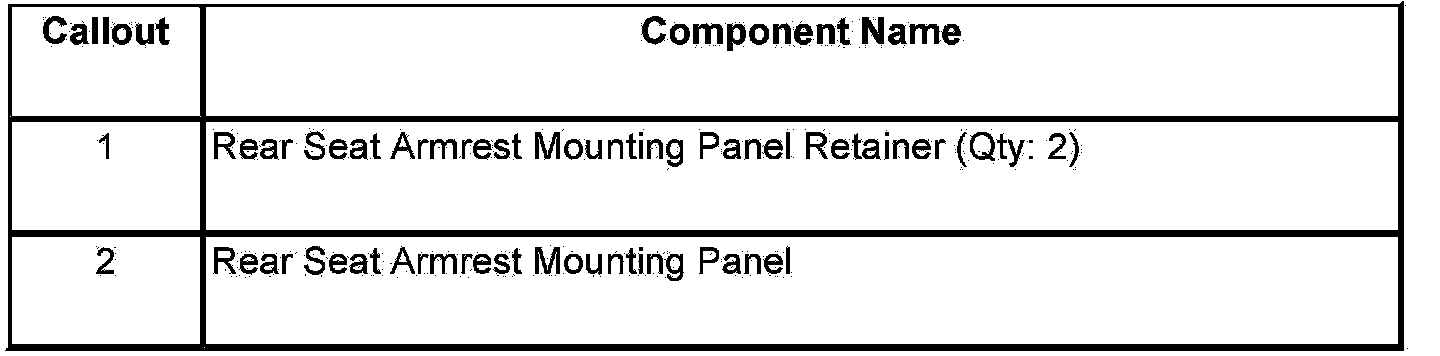 Callout Component Name
1 Rear Seat Armrest Mounting Panel Retainer (Qty: 2)
2 Rear Seat Armrest Mounting Panel